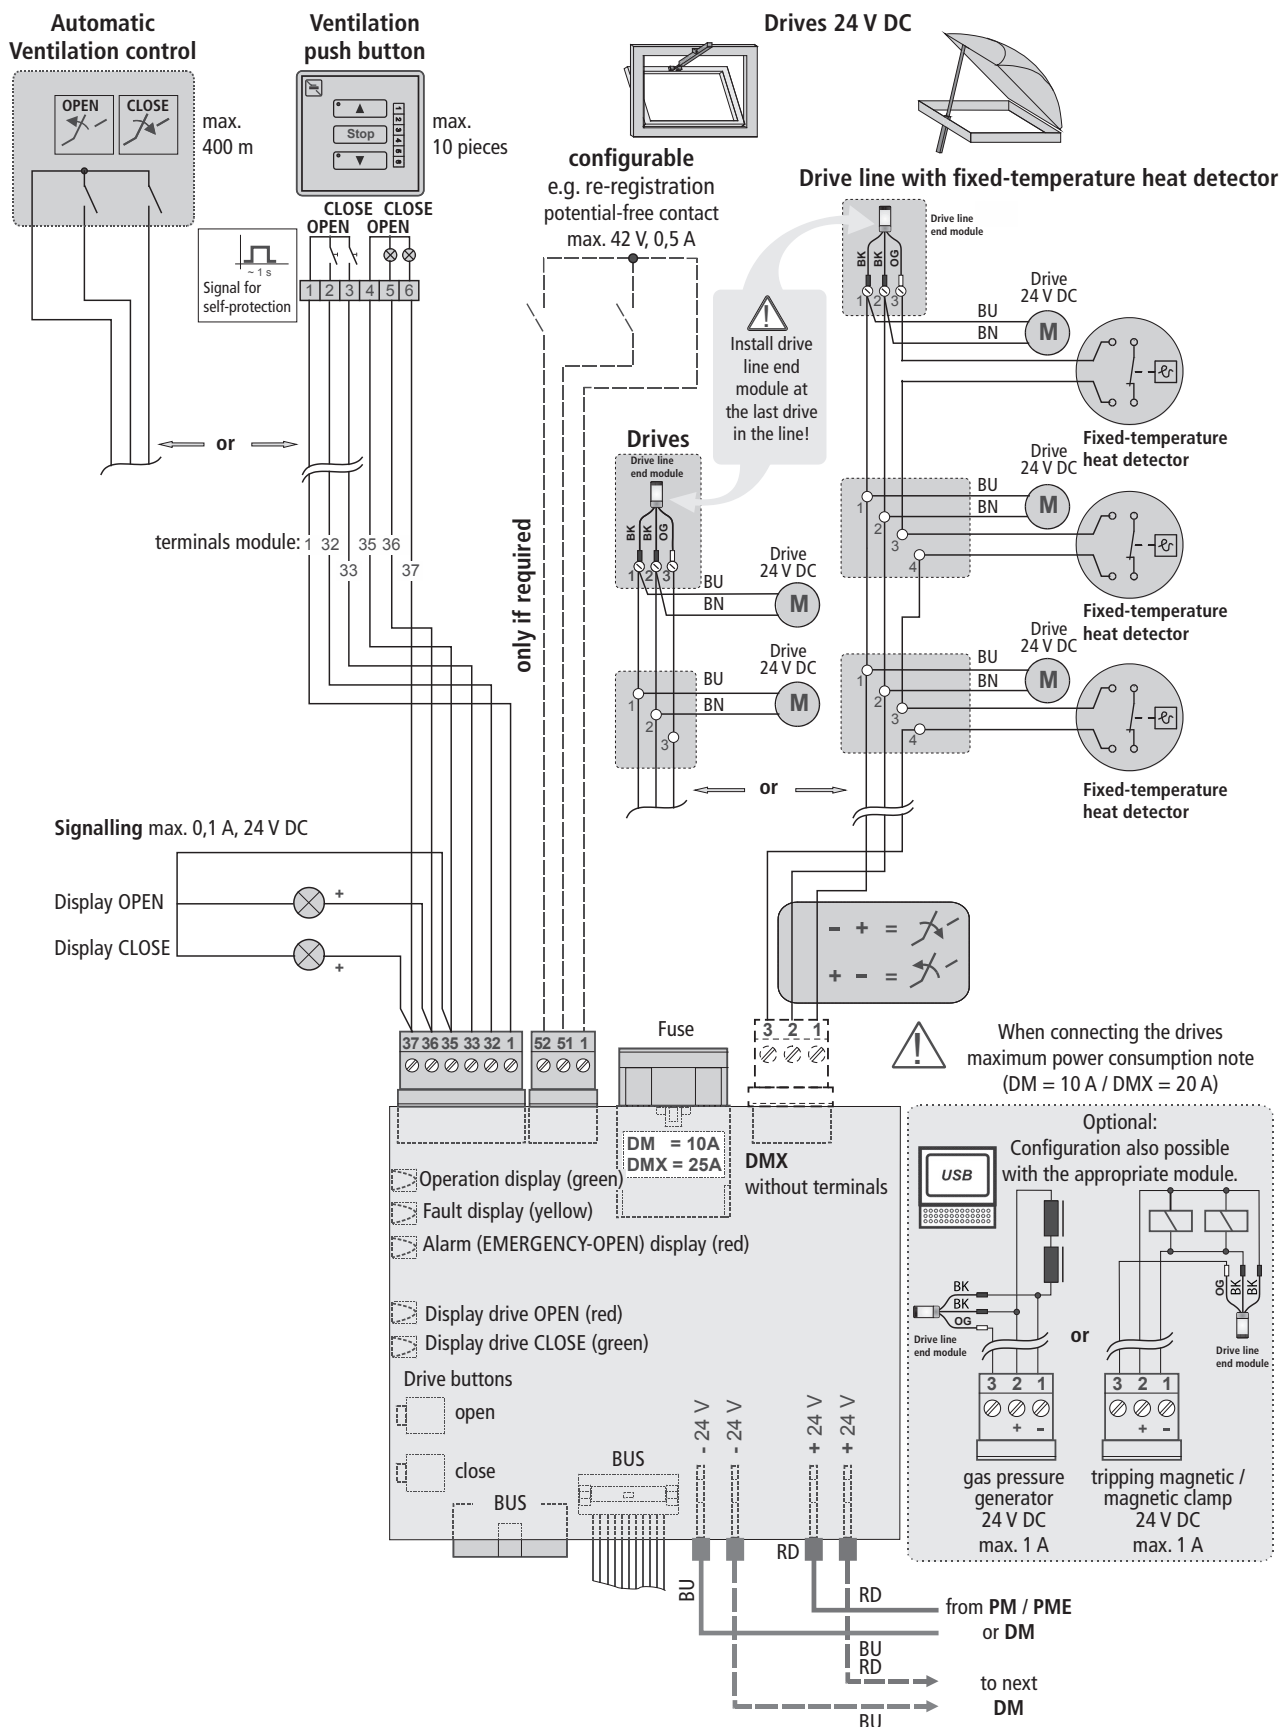 Automatic
Ventilation control
OPEN
CLOSE
max.
400 m
Ventilation
push button
Stop
1
2
3
4
5
6
max.
10 pieces
Drives 24 V DC
configurable
e.g. re-registration
potential-free contact
max. 42 V, 0,5 A
Drive line with fixed-temperature heat detector
~ 1 s
Signal for
self-protection
CLOSE CLOSE
OPEN OPEN
1 2 3 4 5 6
or
terminals module: 1 32 35 36
33 37
only if required
Install drive
line end
module at
the last drive
in the line!
Drive line
end module
BK
BK
OG
1 2 3
Drive
24 V DC
BU
BN
M
Fixed-temperature
heat detector
1
2
3
4
Drive
24 V DC
BU
BN
M
Fixed-temperature
heat detector
1
2
3
4
Drive
24 V DC
BU
BN
M
Fixed-temperature
heat detector
Drives
Drive line
end module
BK
BK
OG
1 2 3
Drive
24 V DC
BU
BN
M
1
2
3
Drive
24 V DC
BU
BN
M
or
Signalling max. 0,1 A, 24 V DC
Display OPEN
+
Display CLOSE
+
- + =
+ - =
37 36 35 33 32 1
52 51 1
Fuse
3 2 1
When connecting the drives
maximum power consumption note
(DM = 10 A / DMX = 20 A)
DM = 10A
DMX = 25A
DMX
without terminals
Operation display (green)
Fault display (yellow)
Alarm (EMERGENCY-OPEN) display (red)
Display drive OPEN (red)
Display drive CLOSE (green)
Drive buttons
open
close
BUS
BUS
- 24 V
- 24 V
+ 24 V
+ 24 V
Optional:
Configuration also possible
with the appropriate module.
USB
BK
BK
OG
Drive line
end module
3 2 1
+ -
gas pressure
generator
24 V DC
max. 1 A
or
OG
BK
BK
Drive line
end module
3 2 1
+ -
tripping magnetic /
magnetic clamp
24 V DC
max. 1 A
BU
RD
RD
from PM / PME
or DM
BU
RD
to next
DM
BU